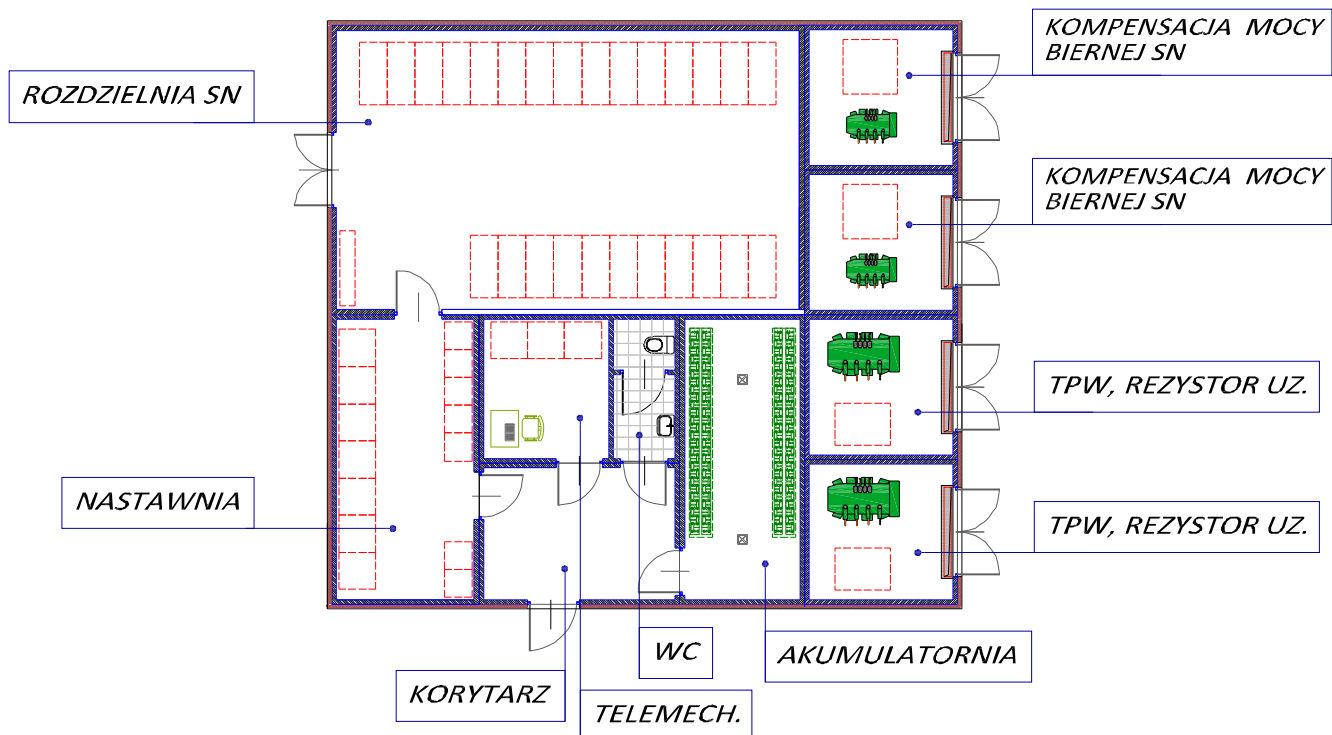 KOMPENSACJA MOCY
BIERNEJ SN
ROZDZIELNIA SN
KOMPENSACJA MOCY
BIERNEJ SN
TPW, REZYSTOR UZ.
NASTAWNIA
TPW, REZYSTOR UZ.
WC
AKUMULATORNIA
KORYTARZ
TELEMECH.